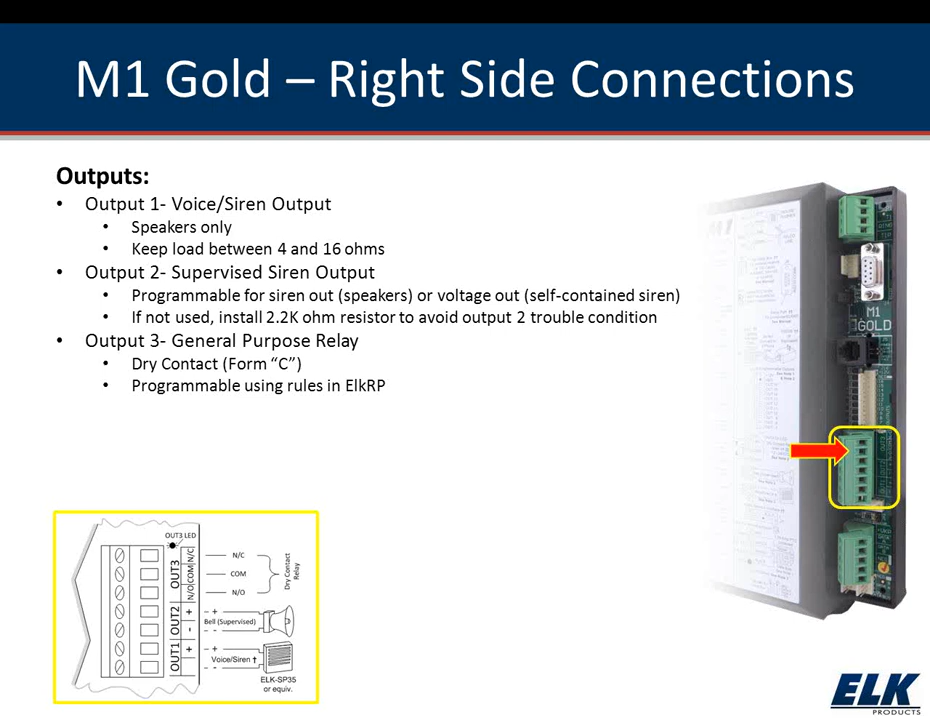 M1 Gold – Right Side Connections
Outputs:
• Output 1- Voice/Siren Output
• Speakers only
• Keep load between 4 and 16 ohms
• Output 2- Supervised Siren Output
• Programmable for siren out (speakers) or voltage out (self-contained siren)
• If not used, install 2.2K ohm resistor to avoid output 2 trouble condition
• Output 3- General Purpose Relay
• Dry Contact (Form “C”)
• Programmable using rules in ElkRP
M1
GOLD
OUT3 LED
OUT3
N/C
COM
N/O
N/C
COM
N/O
Dry Contact
Relay
OUT2
+
-
+
Bell (Supervised)
-
OUT1
+
+
Voice/Siren †
-
ELK-SP35
or equiv.
ELK
PRODUCTS